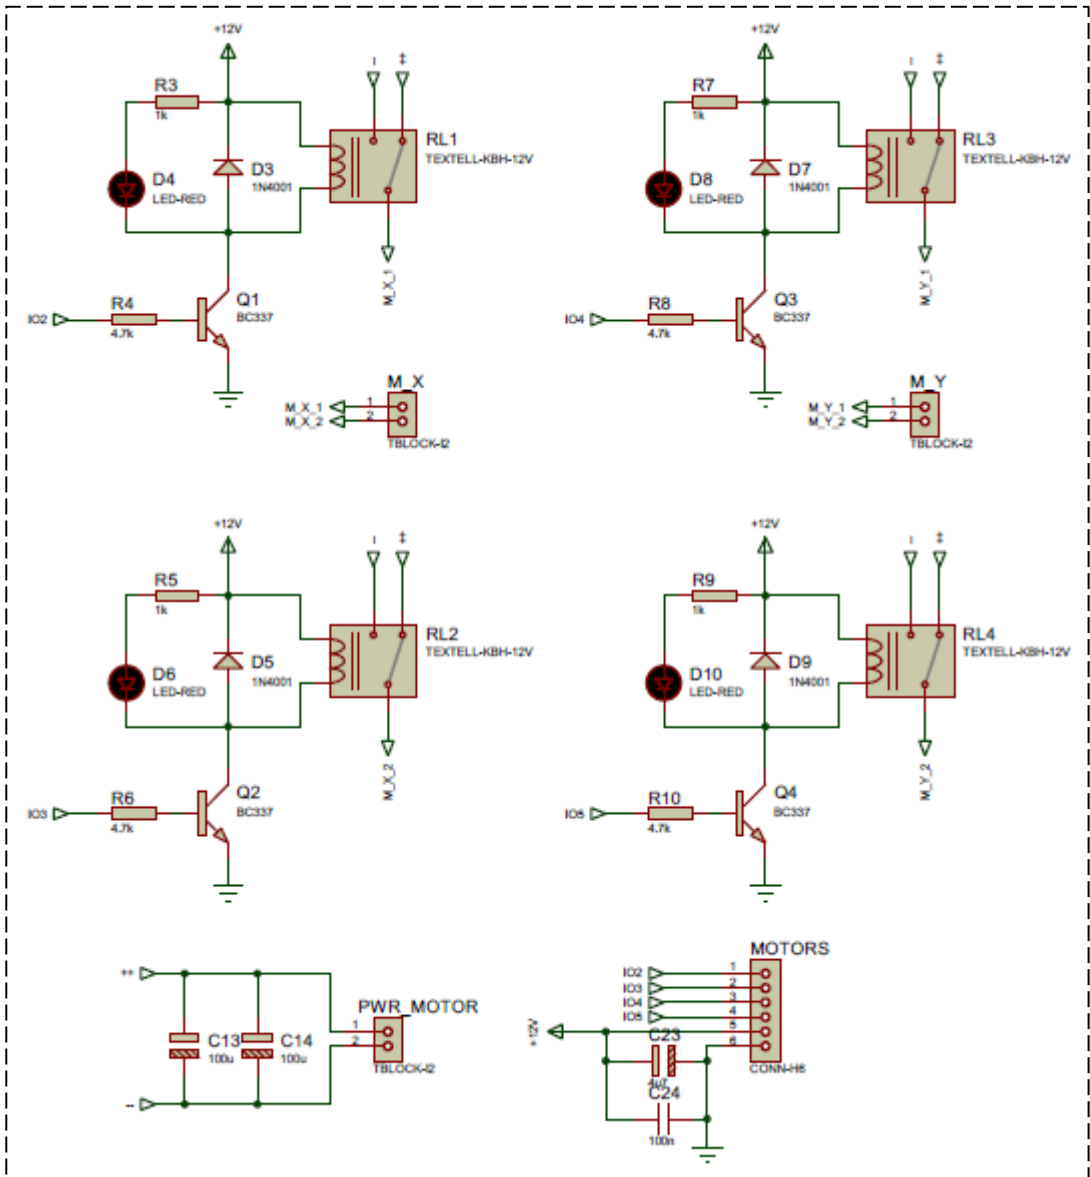 +12V
R3
1k
D4
LED-RED
D3
1N4001
RL1
TEXTELL-KBH-12V
M_X_1
IO2
R4
4.7k
Q1
BC337
M_X
M_X_1
M_X_2
1
2
TBLOCK-I2
+12V
R7
1k
D8
LED-RED
D7
1N4001
RL3
TEXTELL-KBH-12V
M_Y_1
IO4
R8
4.7k
Q3
BC337
M_Y
M_Y_1
M_Y_2
1
2
TBLOCK-I2
+12V
R5
1k
D6
LED-RED
D5
1N4001
RL2
TEXTELL-KBH-12V
M_X_2
IO3
R6
4.7k
Q2
BC337
+12V
R9
1k
D10
LED-RED
D9
1N4001
RL4
TEXTELL-KBH-12V
M_Y_2
IO5
R10
4.7k
Q4
BC337
++
--
C13
100u
C14
100u
PWR_MOTOR
1
2
TBLOCK-I2
MOTORS
IO2
IO3
IO4
IO5
+12V
1
2
3
4
5
6
CONN-H6
C23
4u7
C24
100n